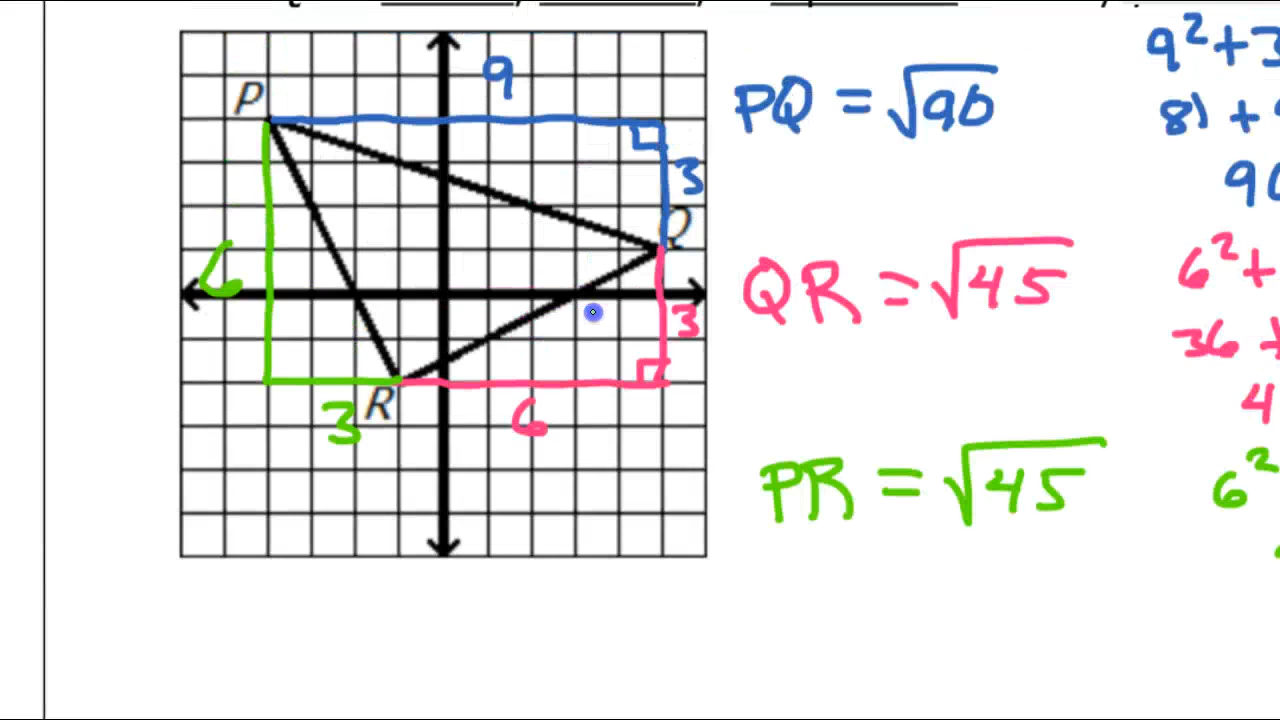 P
9
3
Q
6
3
R
3
6
PQ = √90
QR = √45
PR = √45
9² + 3
81 +
90
6² +
36 +
4
6²